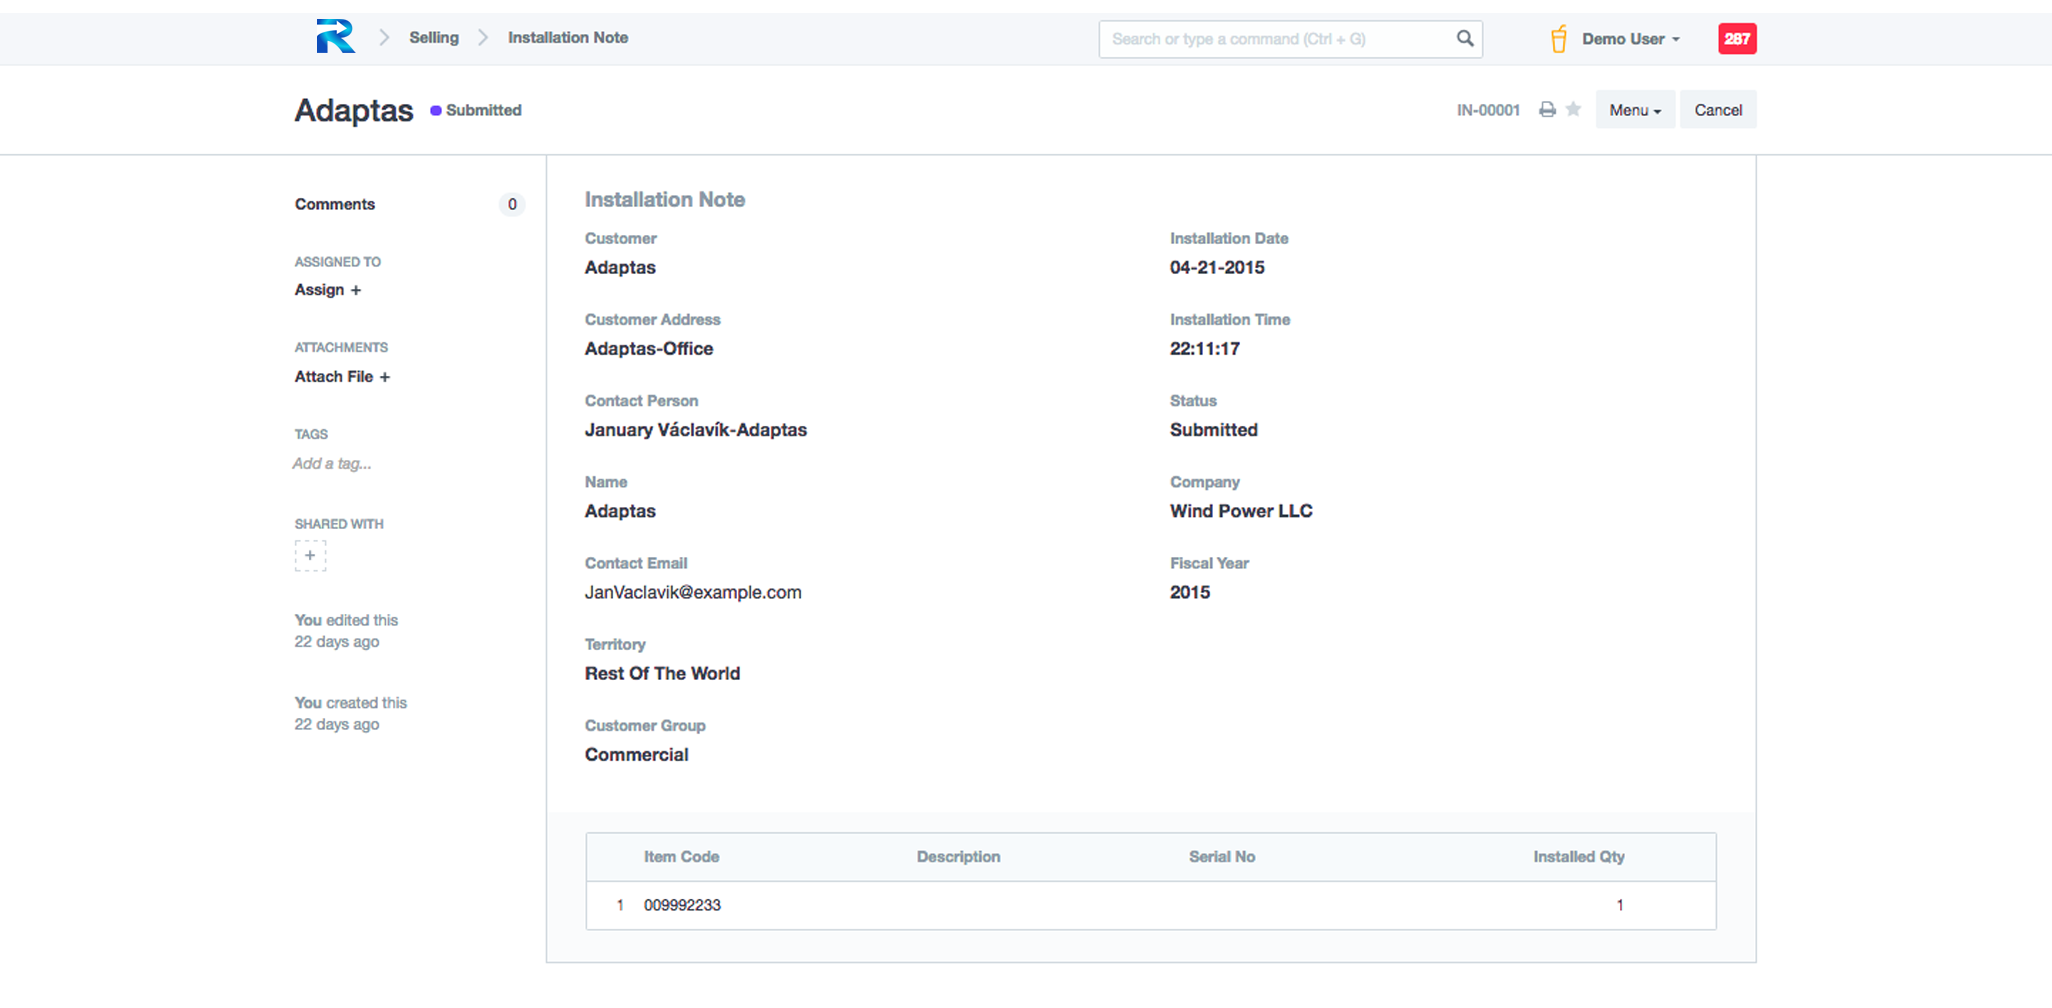 Selling
Installation Note
Search or type a command (Ctrl + G)
Demo User
287
Adaptas
Submitted
IN-00001
Menu
Cancel
Comments
0
ASSIGNED TO
Assign +
ATTACHMENTS
Attach File +
TAGS
Add a tag...
SHARED WITH
+
You edited this
22 days ago
You created this
22 days ago
Installation Note
Customer
Adaptas
Customer Address
Adaptas-Office
Contact Person
January Václavík-Adaptas
Name
Adaptas
Contact Email
JanVaclavik@example.com
Territory
Rest Of The World
Customer Group
Commercial
Installation Date
04-21-2015
Installation Time
22:11:17
Status
Submitted
Company
Wind Power LLC
Fiscal Year
2015
Item Code Description Serial No Installed Qty
1 009992233 1